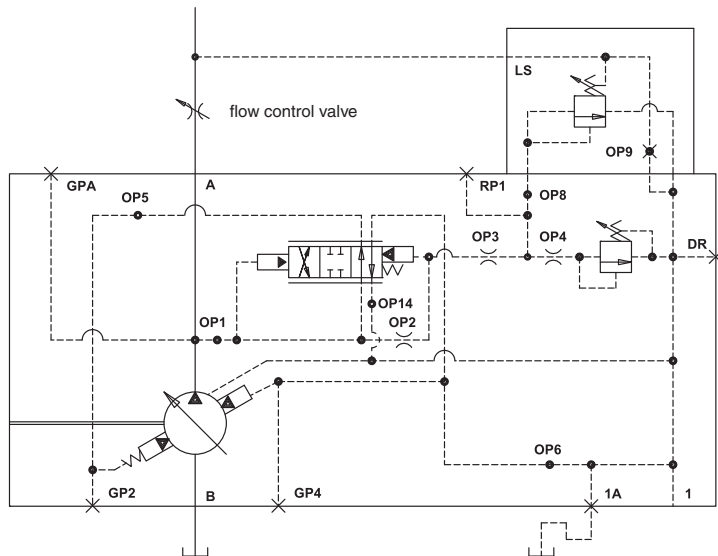 LS
flow control valve
OP9
GPA
A
RP1
OP5
OP8
OP3
OP4
DR
OP14
OP1
OP2
OP6
GP2
B
GP4
1A
1